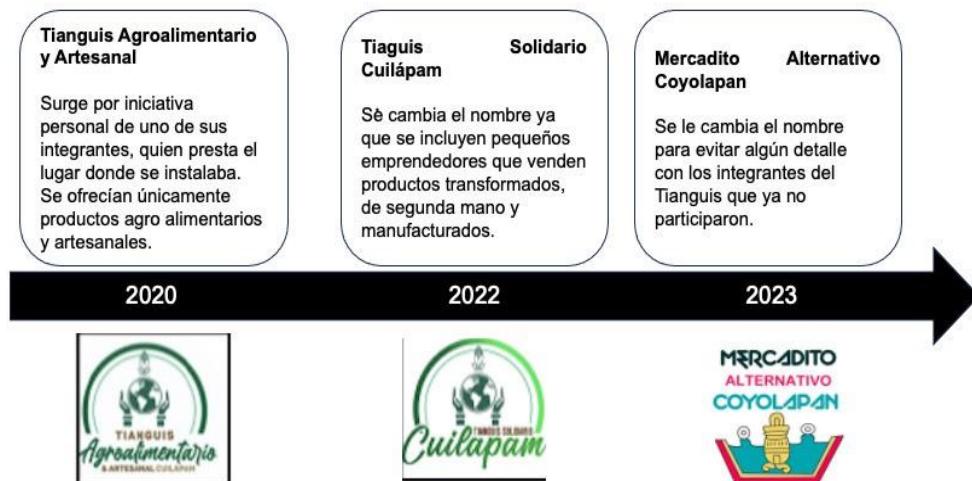 Tianguis Agroalimentario
y Artesanal
Surge por iniciativa
personal de uno de sus
integrantes, quien presta el
lugar donde se instalaba.
Se ofrecían únicamente
productos agro alimentarios
y artesanales.
Tiaguis Solidario
Cuilápam
Sè cambia el nombre ya
que se incluyen pequeños
emprendedores que venden
productos transformados,
de segunda mano y
manufacturados.
Mercadito Alternativo
Coyolapan
Se le cambia el nombre
para evitar algún detalle
con los integrantes del
Tianguis que ya no
participaron.
2020
2022
2023
TIANGUIS
Agroalimentario
& ARTESANAL CUILAPAM
TIANGUIS SOLIDARIO
Cuilapam
MERCADITO
ALTERNATIVO
COYOLAPAN